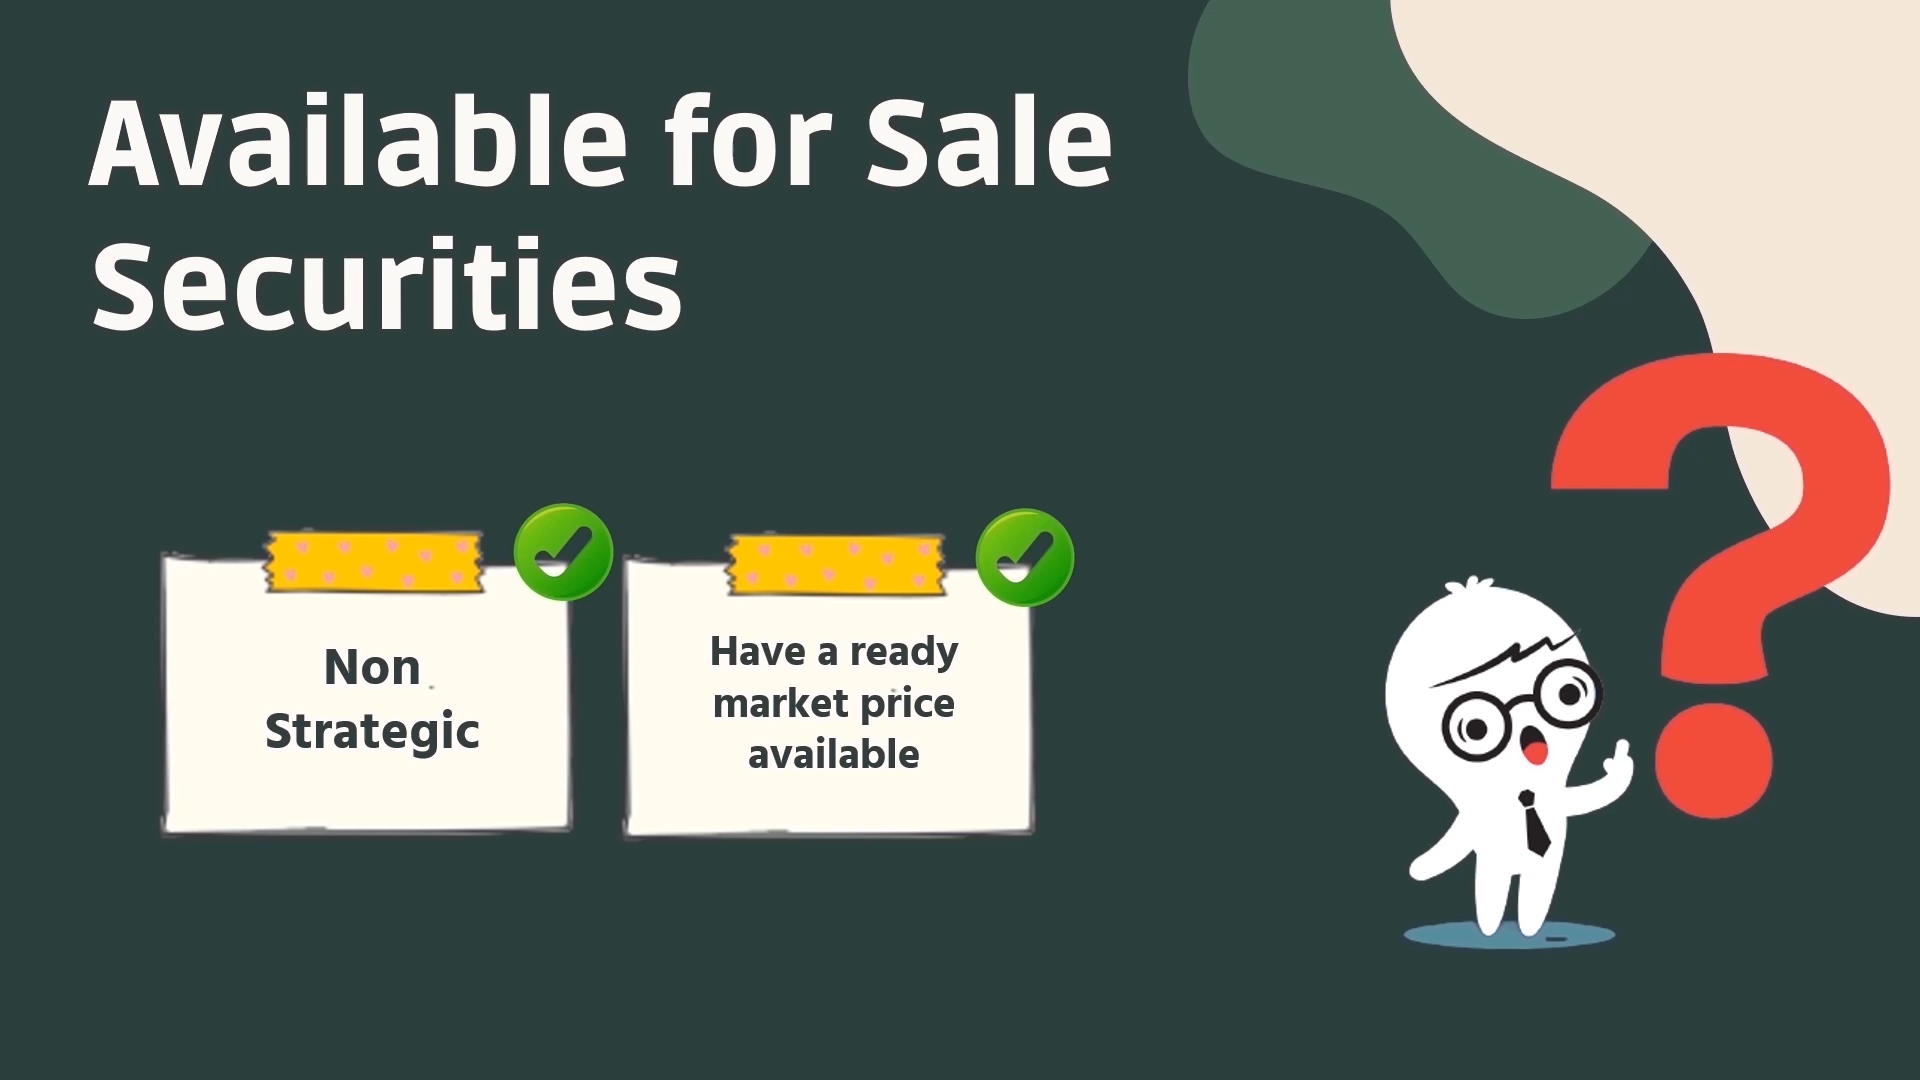 Available for Sale
Securities
Non
Strategic
Have a ready
market price
available